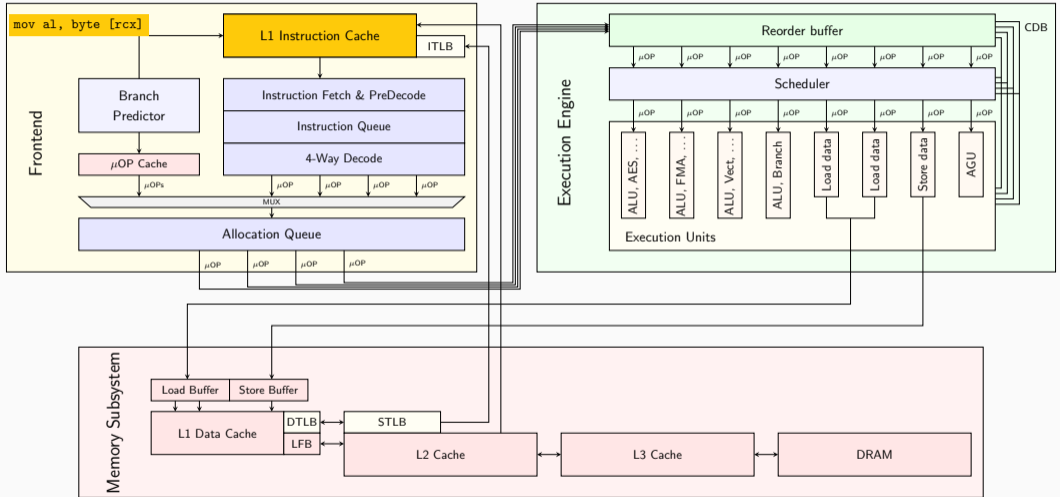 mov al, byte [rcx]
L1 Instruction Cache
ITLB
Frontend
Branch
Predictor
μOP Cache
μOPs
Instruction Fetch & PreDecode
Instruction Queue
4-Way Decode
μOP
μOP
μOP
μOP
MUX
Allocation Queue
μOP
μOP
μOP
μOP
Execution Engine
Reorder buffer
CDB
μOP
μOP
μOP
μOP
μOP
μOP
μOP
μOP
Scheduler
μOP
μOP
μOP
μOP
μOP
μOP
μOP
μOP
ALU, AES, ...
ALU, FMA, ...
ALU, Vect, ...
ALU, Branch
Load data
Load data
Store data
AGU
Execution Units
Memory Subsystem
Load Buffer
Store Buffer
L1 Data Cache
DTLB
LFB
STLB
L2 Cache
L3 Cache
DRAM